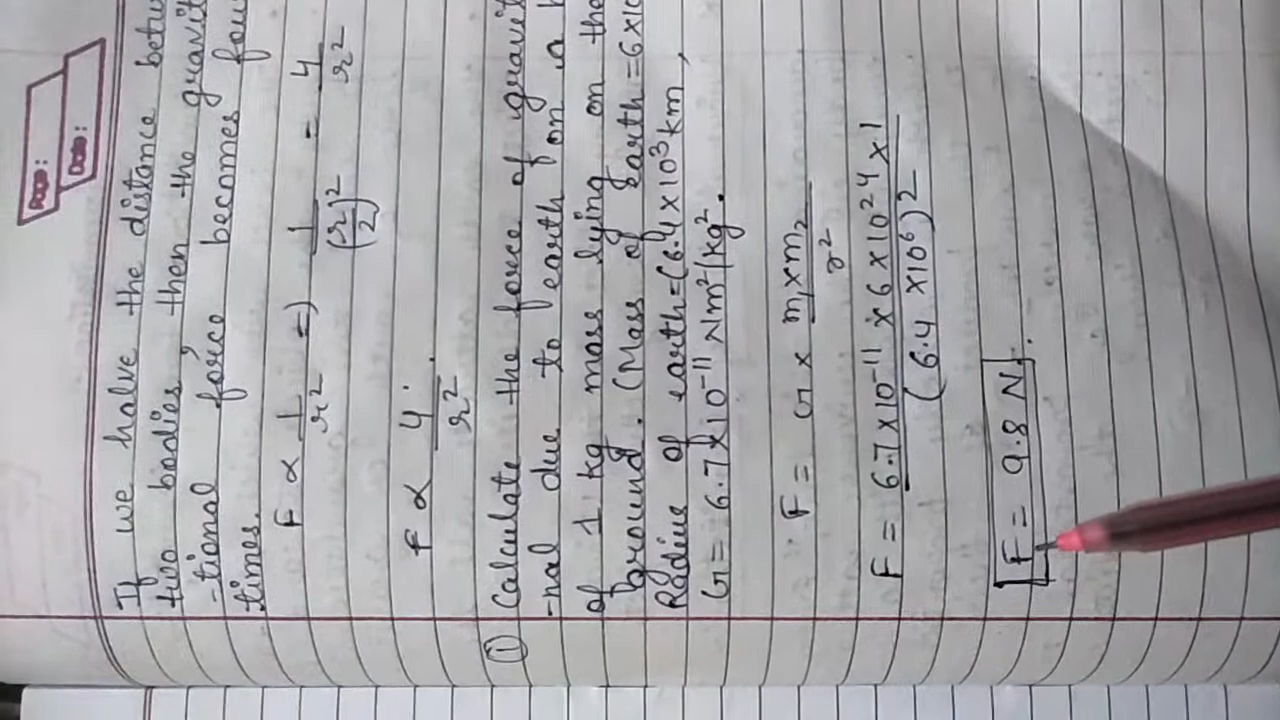 Page:
Date:
If we halve the distance betw
two bodies, then the gravit
-tional force becomes fou
times.
F ∝ 1/r² => 1/(r/2)² = 4/r²
F ∝ 4/r².
① Calculate the force of gravit
-nal due to earth on a b
of 1 kg mass lying on the
ground. (Mass of earth = 6×10
Radius of earth = (6.4×10³ km,
G = 6.7×10⁻¹¹ Nm²/kg².
F = G × m₁×m₂/r²
F = 6.7×10⁻¹¹ × 6×10²⁴ × 1/(6.4 ×10⁶)²
F = 9.8 N.